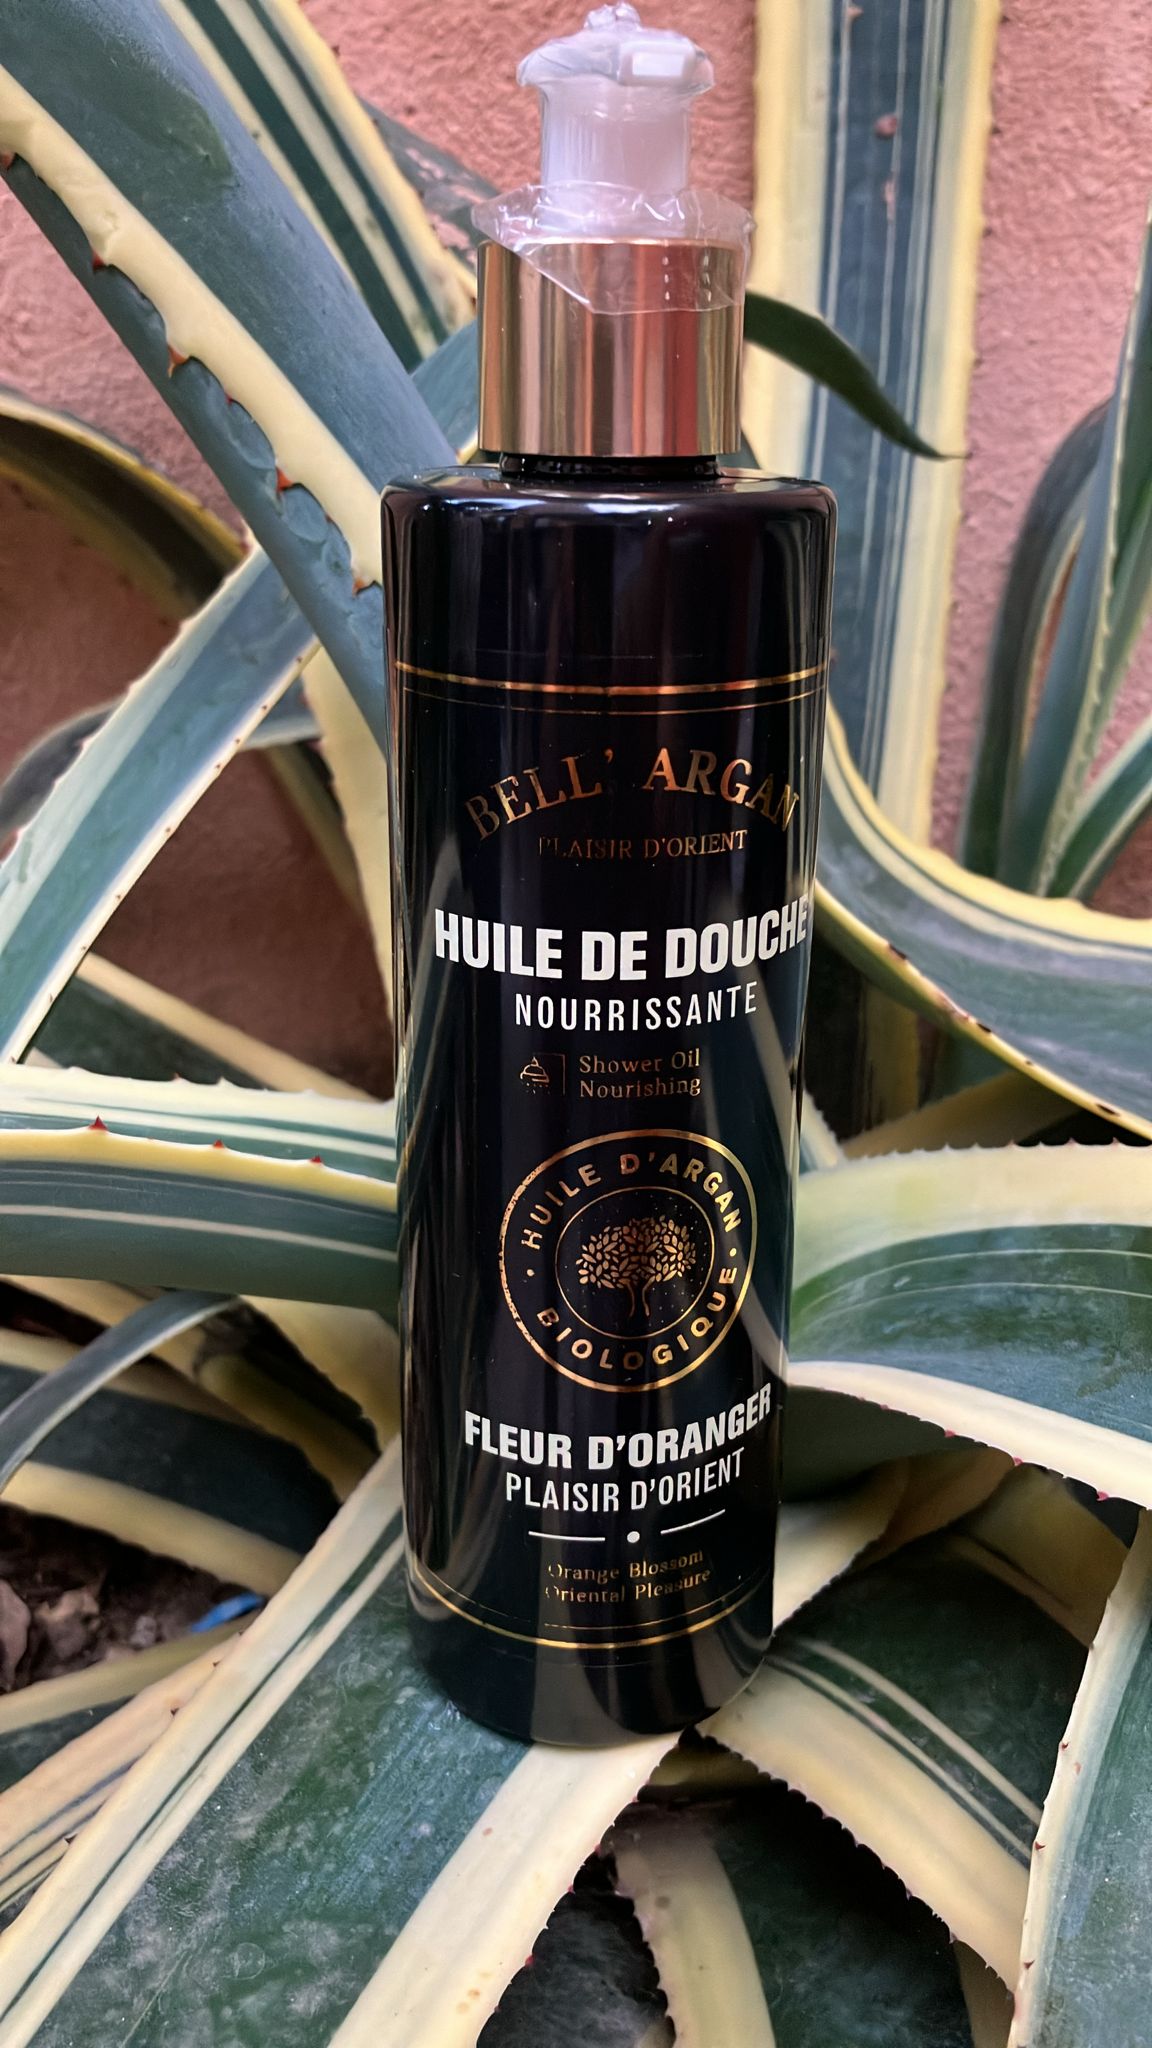 BELL' ARGAN
PLAISIR D'ORIENT
HUILE DE DOUCHE
NOURRISSANTE
Shower Oil
Nourishing
HUILE D'ARGAN
BIOLOGIQUE
FLEUR D'ORANGER
PLAISIR D'ORIENT
Orange Blossom
Oriental Pleasure